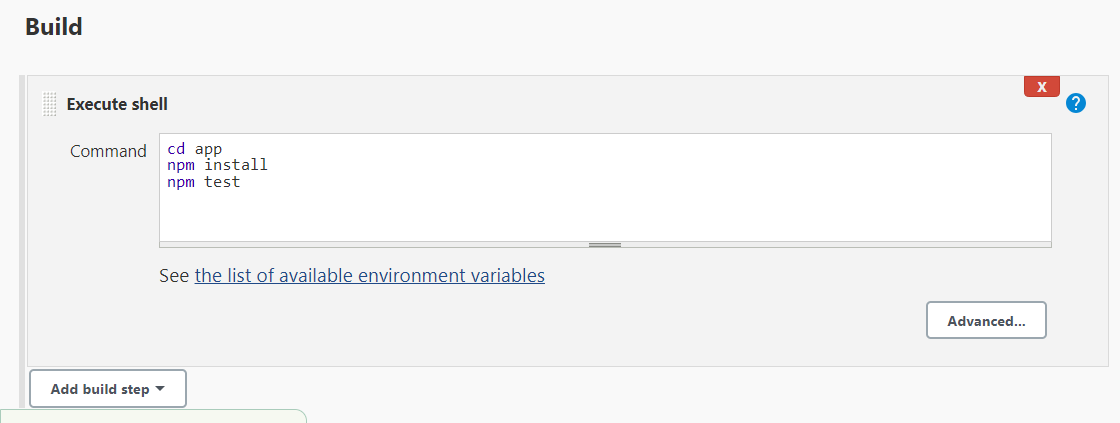 Build
X
Execute shell
?
Command
cd app
npm install
npm test
See the list of available environment variables
Advanced...
Add build step